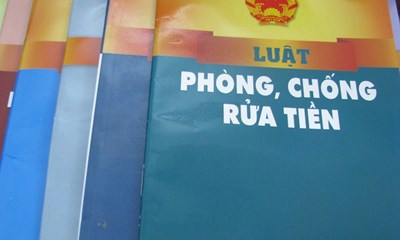 LUẬT
PHÒNG, CHỐNG
RỬA TIỀN